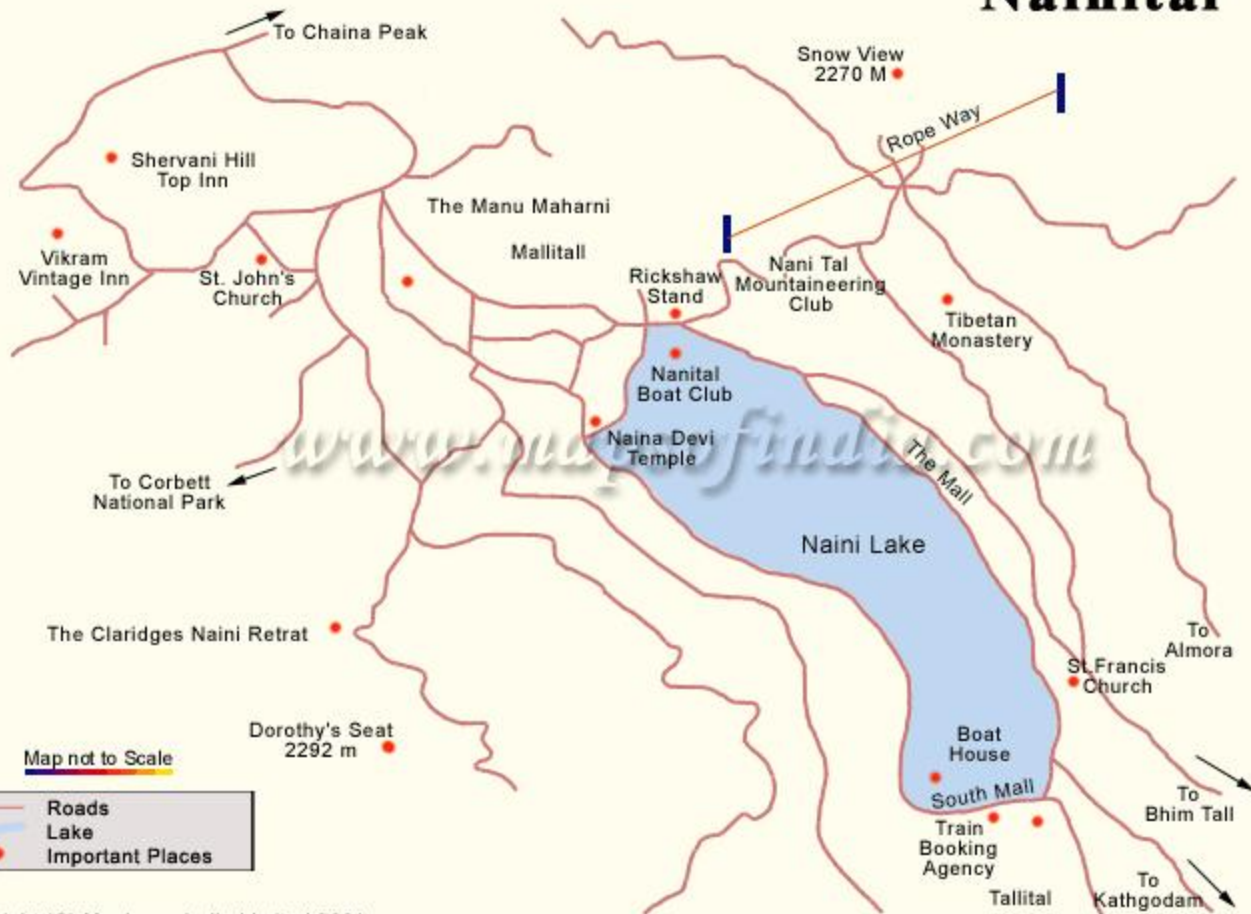 Nainital
To Chaina Peak
Snow View
2270 M
Rope Way
Shervani Hill
Top Inn
The Manu Maharni
Mallitall
Vikram
Vintage Inn
St. John's
Church
Rickshaw
Stand
Nani Tal
Mountaineering
Club
Tibetan
Monastery
Nanital
Boat Club
Naina Devi
Temple
www.mapsofindia.com
The Mall
To Corbett
National Park
Naini Lake
The Claridges Naini Retrat
To
Almora
St.Francis
Church
Dorothy's Seat
2292 m
Boat
House
South Mall
Map not to Scale
Roads
Lake
Important Places
To
Bhim Tall
Train
Booking
Agency
Tallital
To
Kathgodam